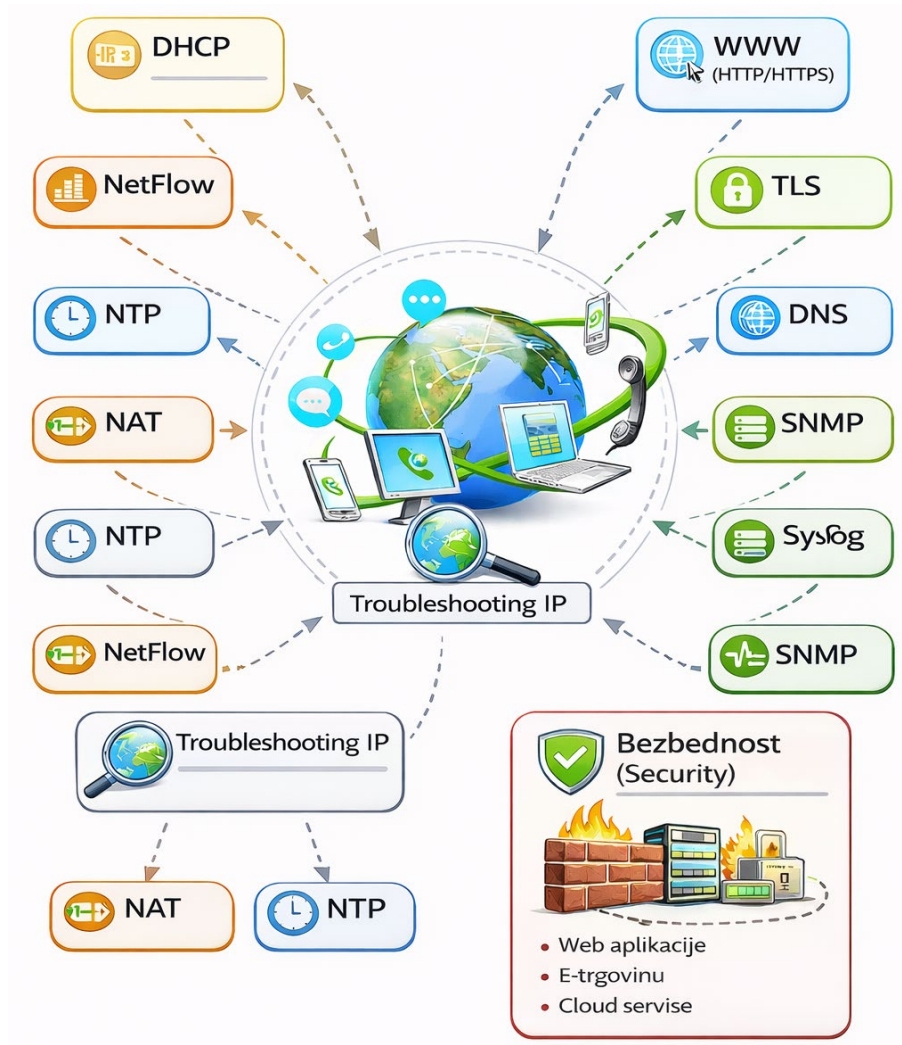 DHCP
WWW
(HTTP/HTTPS)
NetFlow
TLS
NTP
DNS
NAT
SNMP
NTP
NetFlow
SNMP
Troubleshooting IP
Troubleshooting IP
Bezbednost
(Security)
NAT
NTP
• Web aplikacije
• E-trgovinu
• Cloud servise